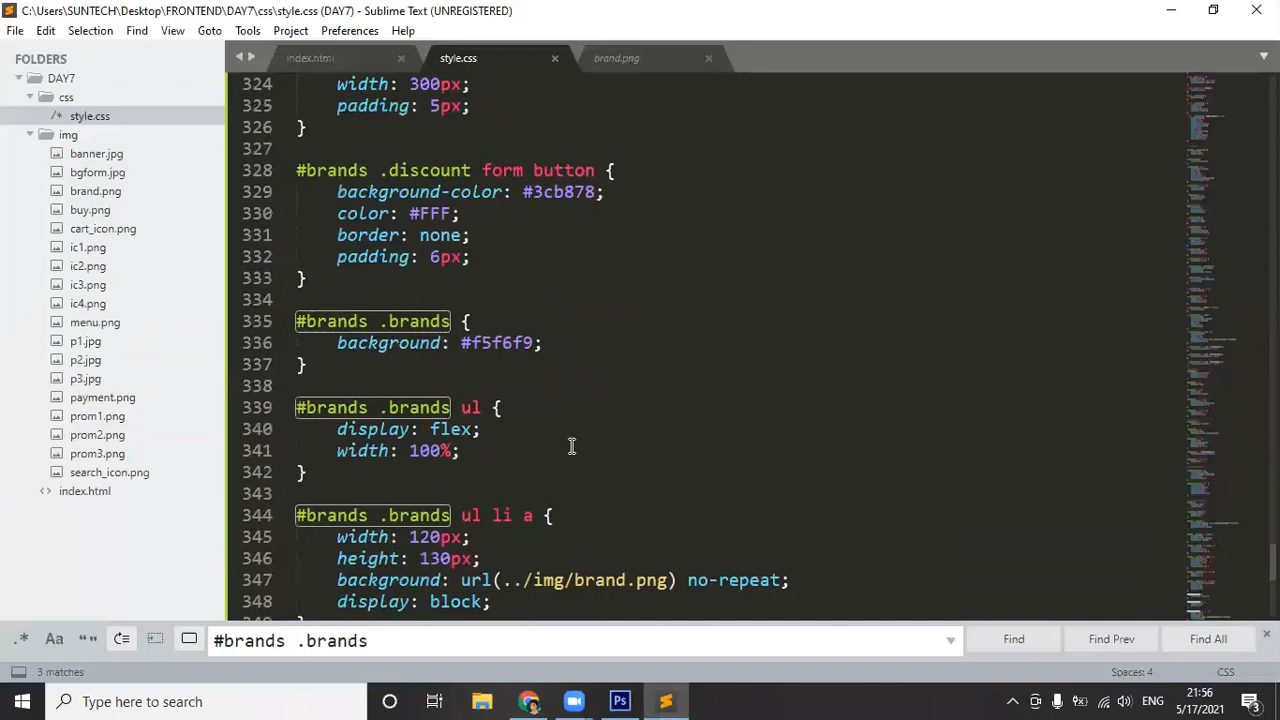 C:\Users\SUNTECH\Desktop\FRONTEND\DAY7\css\style.css (DAY7) - Sublime Text (UNREGISTERED)
File Edit Selection Find View Goto Tools Project Preferences Help
FOLDERS
DAY7
css
/* style.css
img
banner.jpg
bgform.jpg
brand.png
buy.png
cart_icon.png
ic1.png
ic2.png
ic3.png
ic4.png
menu.png
p1.jpg
p2.jpg
p3.jpg
payment.png
prom1.png
prom2.png
prom3.png
search_icon.png
<> index.html
index.html style.css brand.png
324 width: 300px;
325 padding: 5px;
326 }
327
328 #brands .discount form button {
329 background-color: #3cb878;
330 color: #FFF;
331 border: none;
332 padding: 6px;
333 }
334
335 #brands .brands {
336 background: #f5f6f9;
337 }
338
339 #brands .brands ul {
340 display: flex;
341 width: 100%;
342 }
343
344 #brands .brands ul li a {
345 width: 120px;
346 height: 130px;
347 background: url(../img/brand.png) no-repeat;
348 display: block;
.* Aa “” #brands .brands Find Find Prev Find All
3 matches Spaces: 4 CSS
Type here to search Ps ENG 21:56
5/17/2021 3